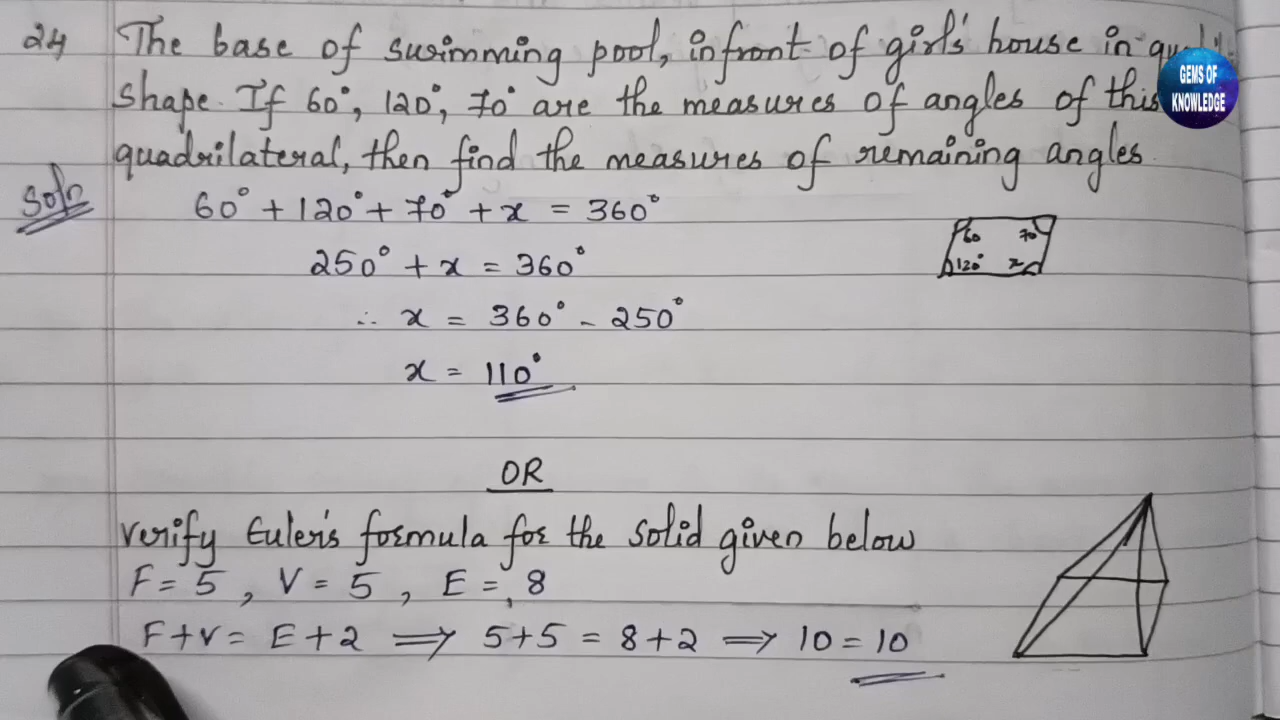 24 The base of swimming pool, infront of girl's house in
GEMS OF
KNOWLEDGE
Shape. If 60°, 120°, 70° are the measures of angles of this
quadrilateral, then find the measures of remaining angles.
Soln
60° + 120° + 70° + x = 360°
60 70
120° x
250° + x = 360°
∴ x = 360° - 250°
x = 110°
OR
Verify Euler's formula for the solid given below
F = 5, V = 5, E = 8
F+V = E+2 ⟹ 5+5 = 8+2 ⟹ 10 = 10